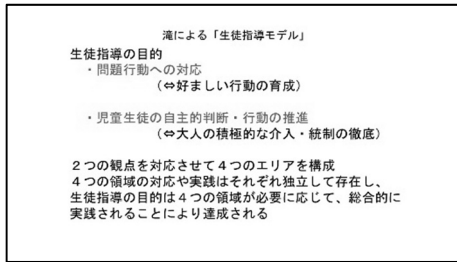 滝による「生徒指導モデル」
生徒指導の目的
・問題行動への対応
(⇔好ましい行動の育成)
・児童生徒の自主的判断・行動の推進
(⇔大人の積極的な介入・統制の徹底)
２つの観点を対応させて４つのエリアを構成
４つの領域の対応や実践はそれぞれ独立して存在し、
生徒指導の目的は４つの領域が必要に応じて、総合的に
実践されることにより達成される